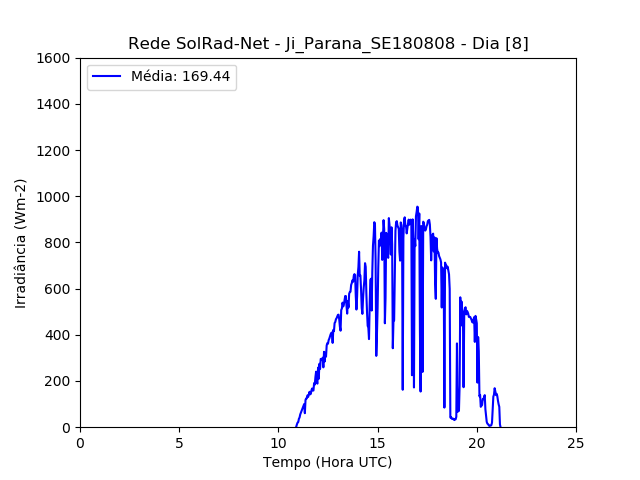 Rede SolRad-Net - Ji_Parana_SE180808 - Dia [8]
Média: 169.44
Irradiância (Wm-2)
1600
1400
1200
1000
800
600
400
200
0
0 5 10 15 20 25
Tempo (Hora UTC)